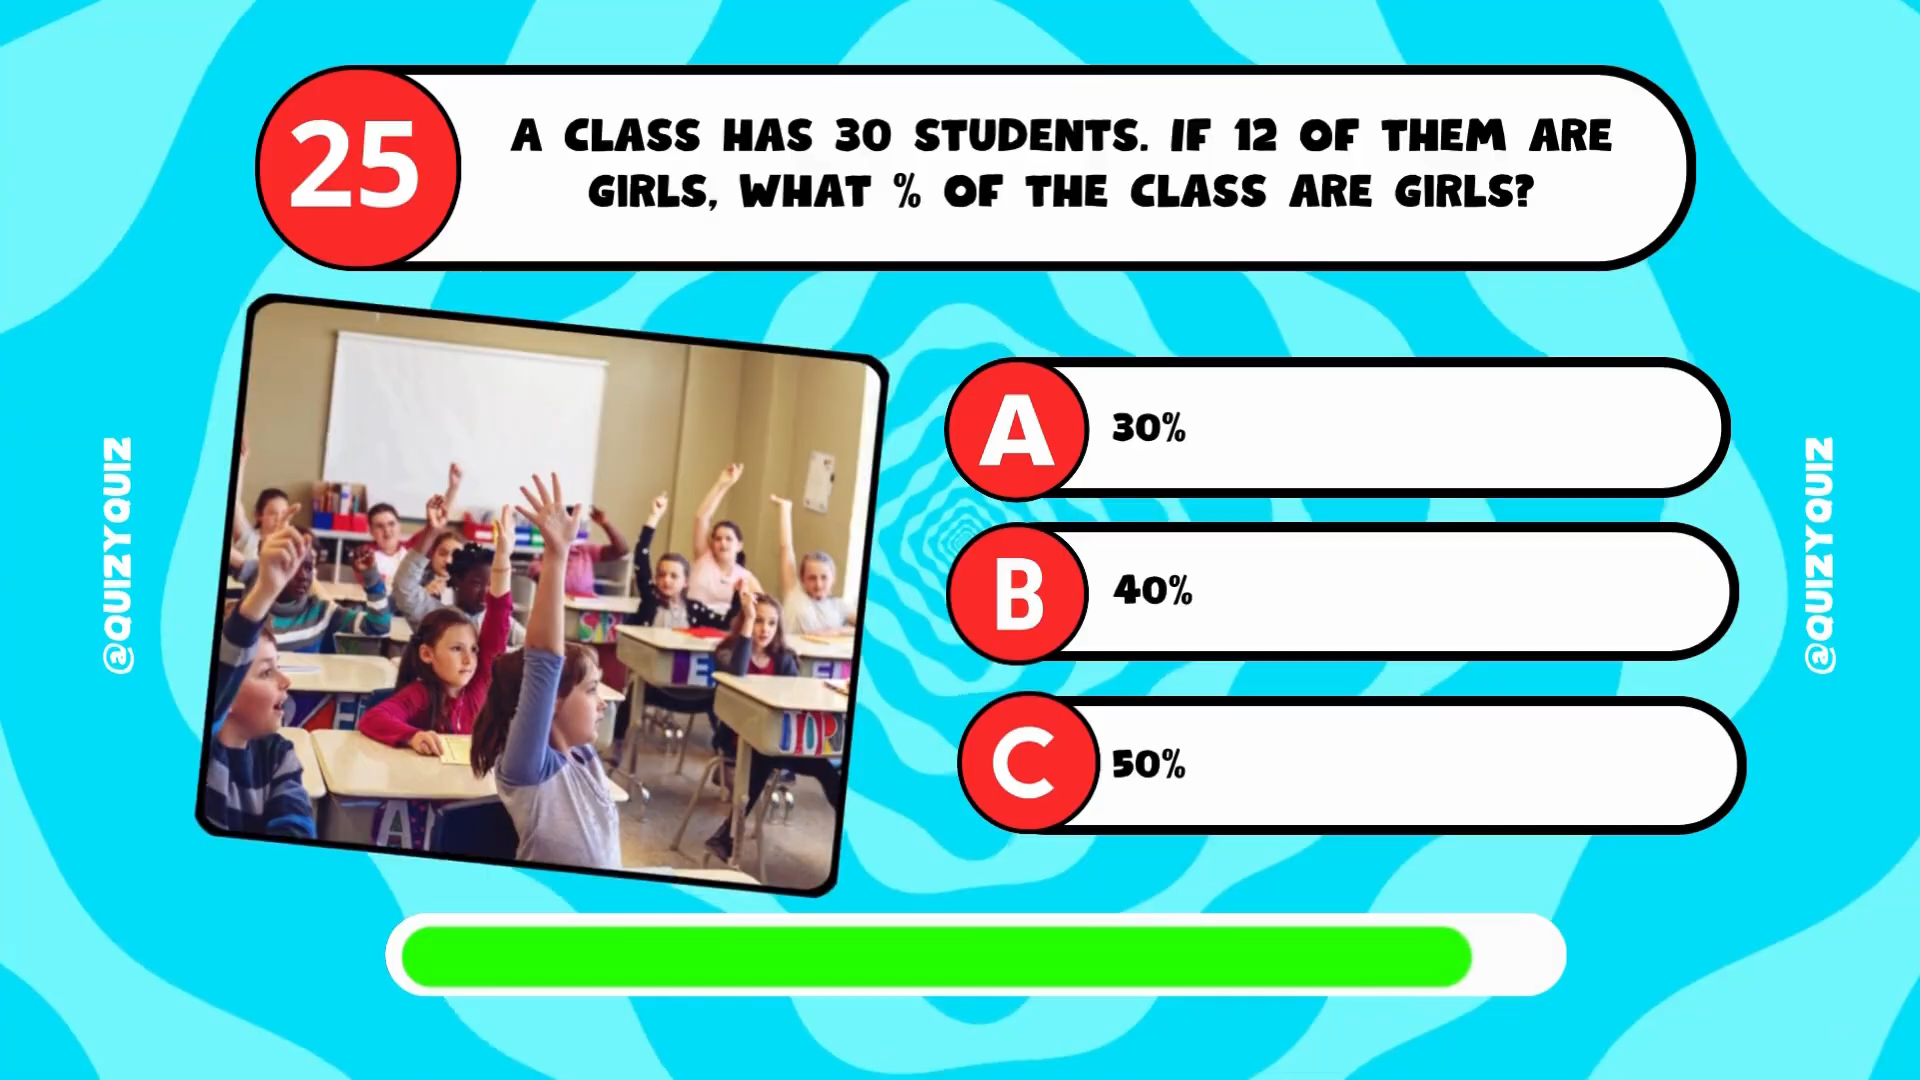 25
A CLASS HAS 30 STUDENTS. IF 12 OF THEM ARE
GIRLS, WHAT % OF THE CLASS ARE GIRLS?
A 30%
B 40%
C 50%
@QUIZYQUIZ
@QUIZYQUIZ
A